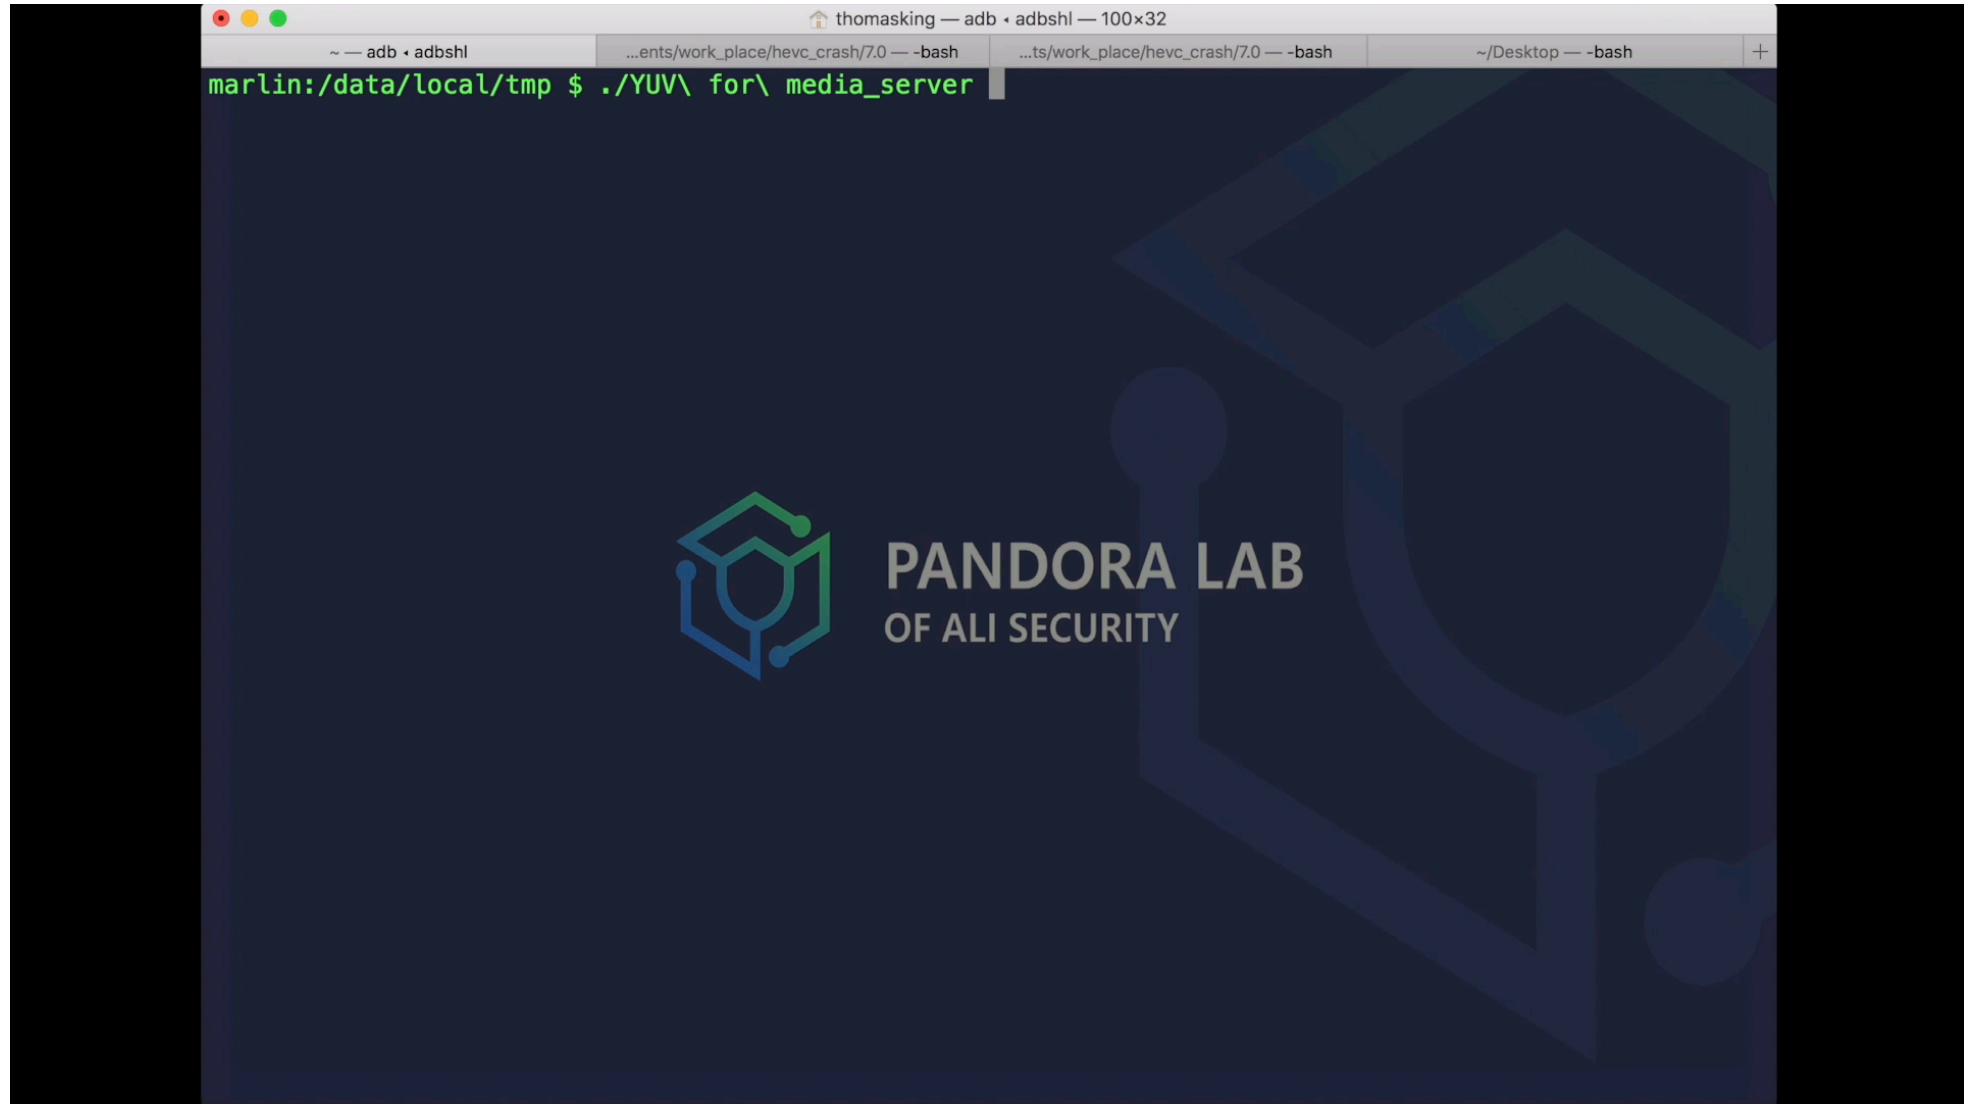 thomasking — adb ◂ adbshl — 100×32
~ — adb ◂ adbshl
...ents/work_place/hevc_crash/7.0 — -bash
...ts/work_place/hevc_crash/7.0 — -bash
~/Desktop — -bash
marlin:/data/local/tmp $ ./YUV\ for\ media_server
PANDORA LAB
OF ALI SECURITY